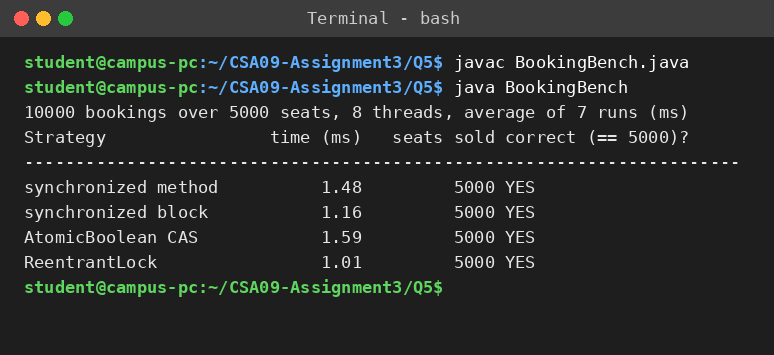 Terminal - bash
student@campus-pc:~/CSA09-Assignment3/Q5$ javac BookingBench.java
student@campus-pc:~/CSA09-Assignment3/Q5$ java BookingBench
10000 bookings over 5000 seats, 8 threads, average of 7 runs (ms)
Strategy                time (ms)   seats sold correct (== 5000)?
----------------------------------------------------------------------
synchronized method          1.48         5000 YES
synchronized block           1.16         5000 YES
AtomicBoolean CAS            1.59         5000 YES
ReentrantLock                1.01         5000 YES
student@campus-pc:~/CSA09-Assignment3/Q5$